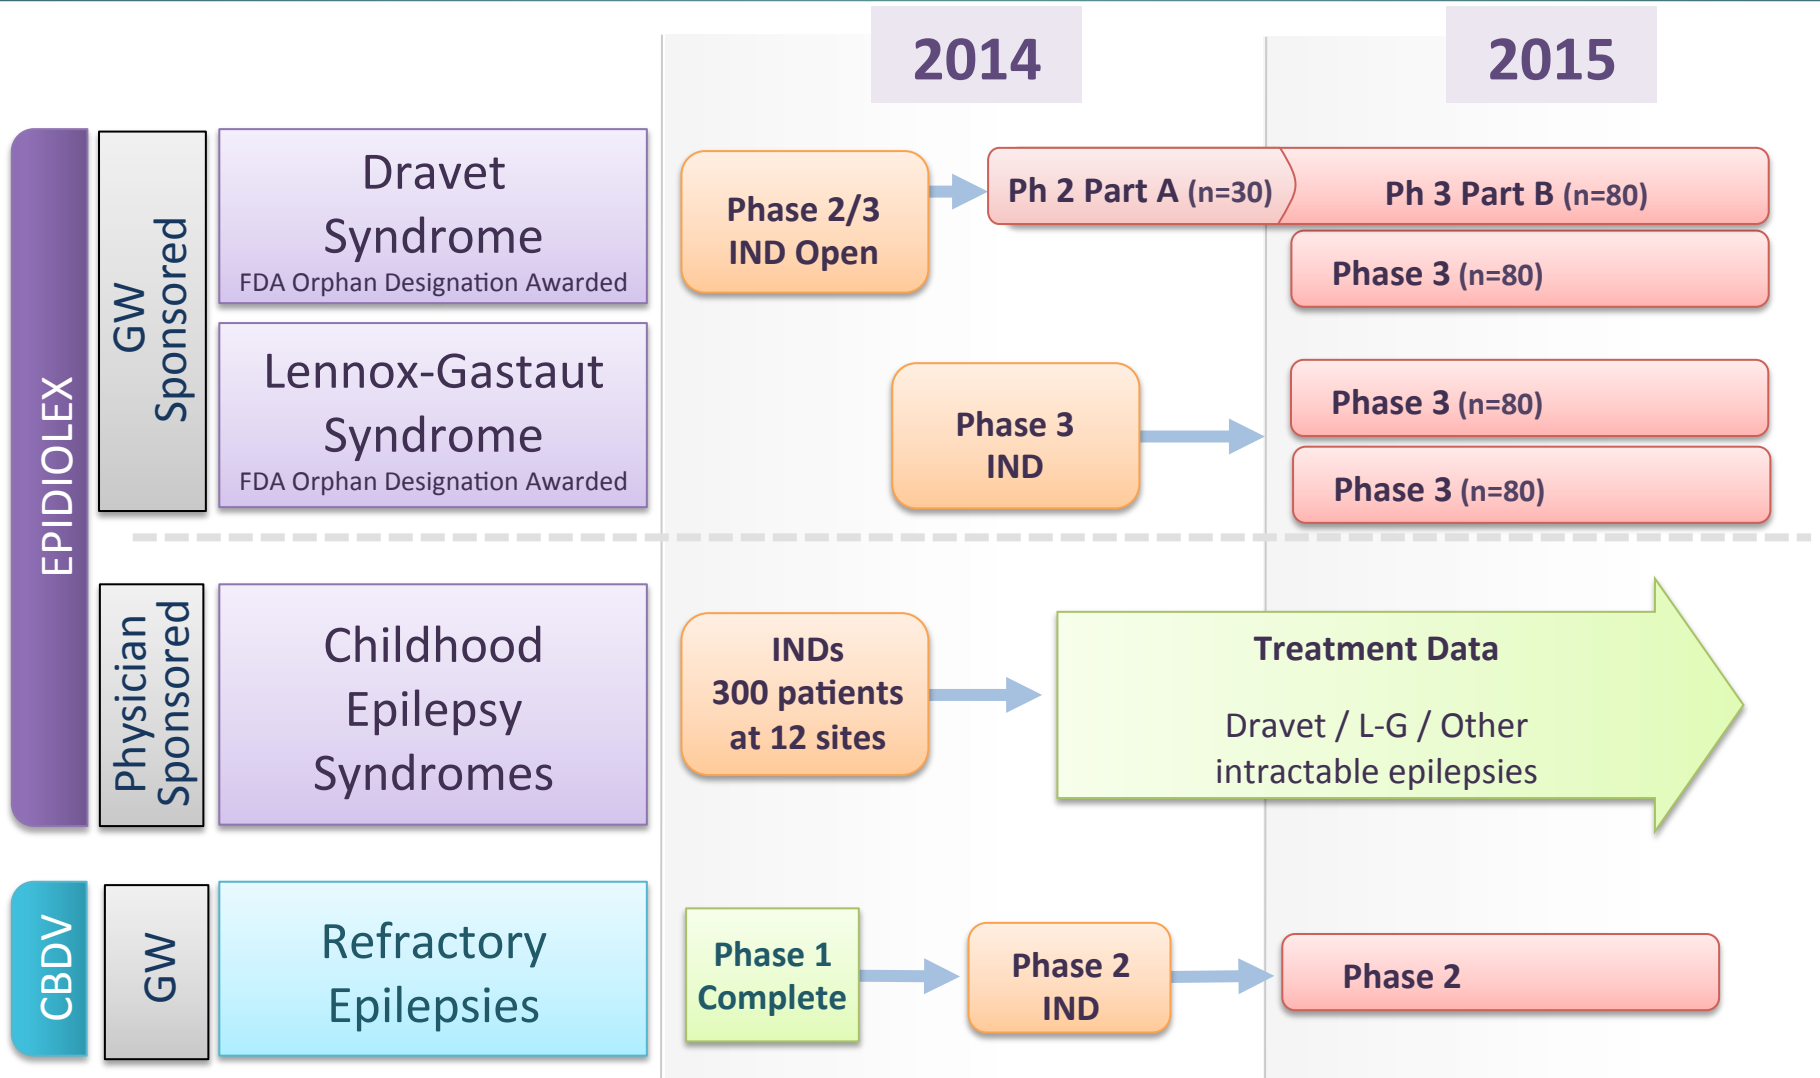 2014
2015
EPIDIOLEX
GW
Sponsored
Dravet
Syndrome
FDA Orphan Designation Awarded
Phase 2/3
IND Open
Ph 2 Part A (n=30)
Ph 3 Part B (n=80)
Phase 3 (n=80)
Lennox-Gastaut
Syndrome
FDA Orphan Designation Awarded
Phase 3
IND
Phase 3 (n=80)
Phase 3 (n=80)
Physician
Sponsored
Childhood
Epilepsy
Syndromes
INDs
300 patients
at 12 sites
Treatment Data
Dravet / L-G / Other
intractable epilepsies
CBDV
GW
Refractory
Epilepsies
Phase 1
Complete
Phase 2
IND
Phase 2